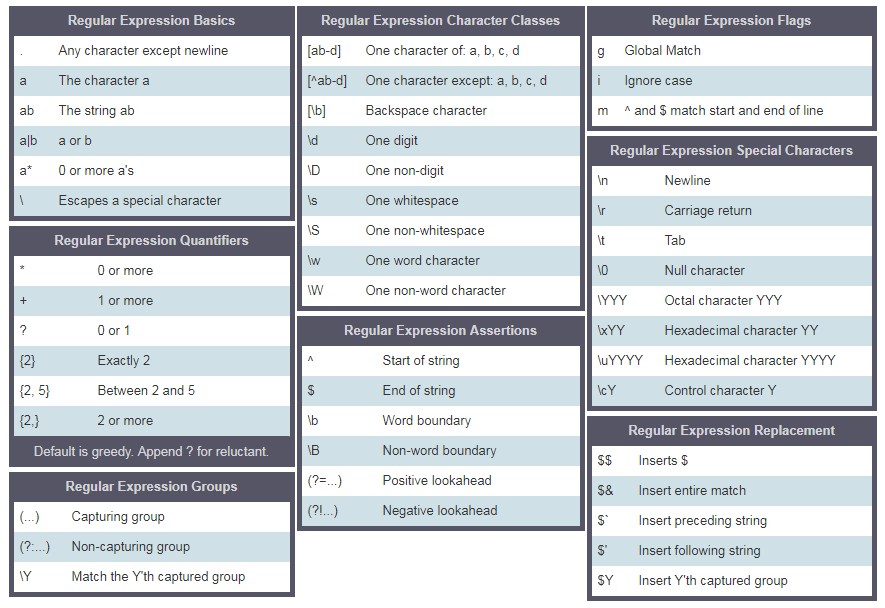 Regular Expression Basics
. Any character except newline
a The character a
ab The string ab
a|b a or b
a* 0 or more a's
\ Escapes a special character
Regular Expression Quantifiers
* 0 or more
+ 1 or more
? 0 or 1
{2} Exactly 2
{2, 5} Between 2 and 5
{2,} 2 or more
Default is greedy. Append ? for reluctant.
Regular Expression Groups
(...) Capturing group
(?:...) Non-capturing group
\Y Match the Y'th captured group
Regular Expression Character Classes
[ab-d] One character of: a, b, c, d
[^ab-d] One character except: a, b, c, d
[\b] Backspace character
\d One digit
\D One non-digit
\s One whitespace
\S One non-whitespace
\w One word character
\W One non-word character
Regular Expression Assertions
^ Start of string
$ End of string
\b Word boundary
\B Non-word boundary
(?=...) Positive lookahead
(?!...) Negative lookahead
Regular Expression Flags
g Global Match
i Ignore case
m ^ and $ match start and end of line
Regular Expression Special Characters
\n Newline
\r Carriage return
\t Tab
\0 Null character
\YYY Octal character YYY
\xYY Hexadecimal character YY
\uYYYY Hexadecimal character YYYY
\cY Control character Y
Regular Expression Replacement
$$ Inserts $
$& Insert entire match
$` Insert preceding string
$' Insert following string
$Y Insert Y'th captured group